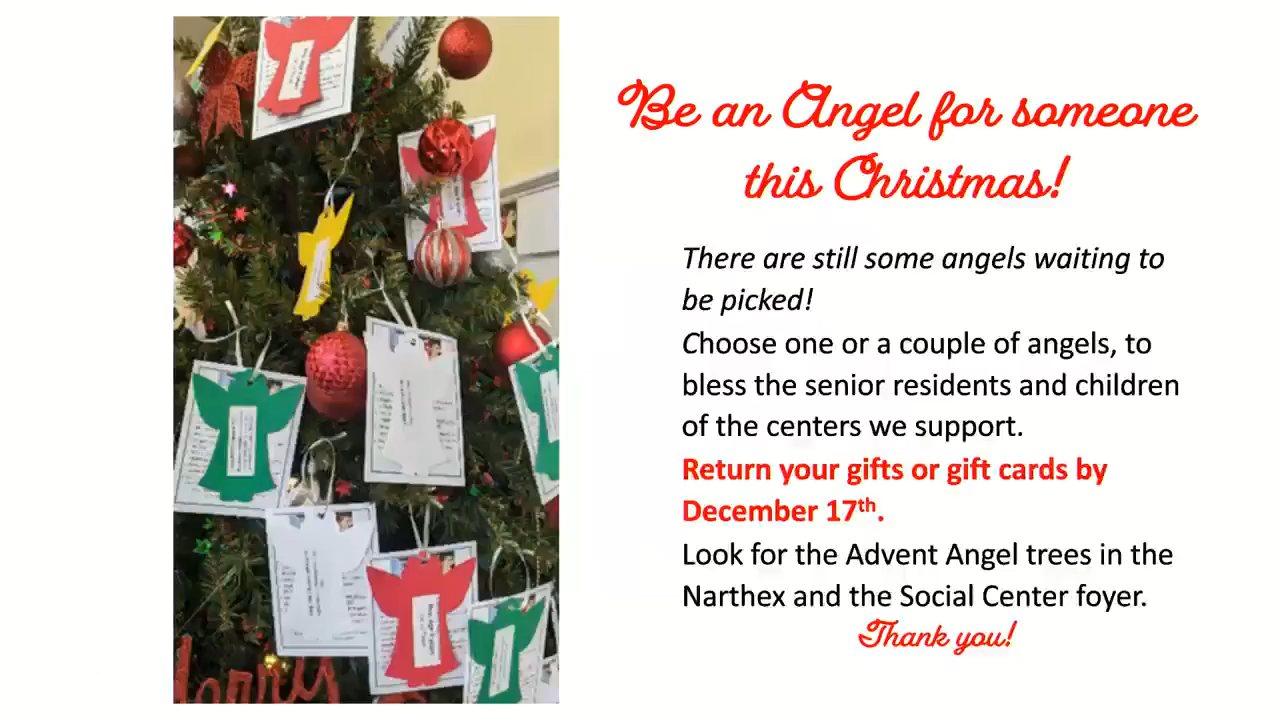 Be an Angel for someone
this Christmas!
There are still some angels waiting to
be picked!
Choose one or a couple of angels, to
bless the senior residents and children
of the centers we support.
Return your gifts or gift cards by
December 17th.
Look for the Advent Angel trees in the
Narthex and the Social Center foyer.
Thank you!
Merry